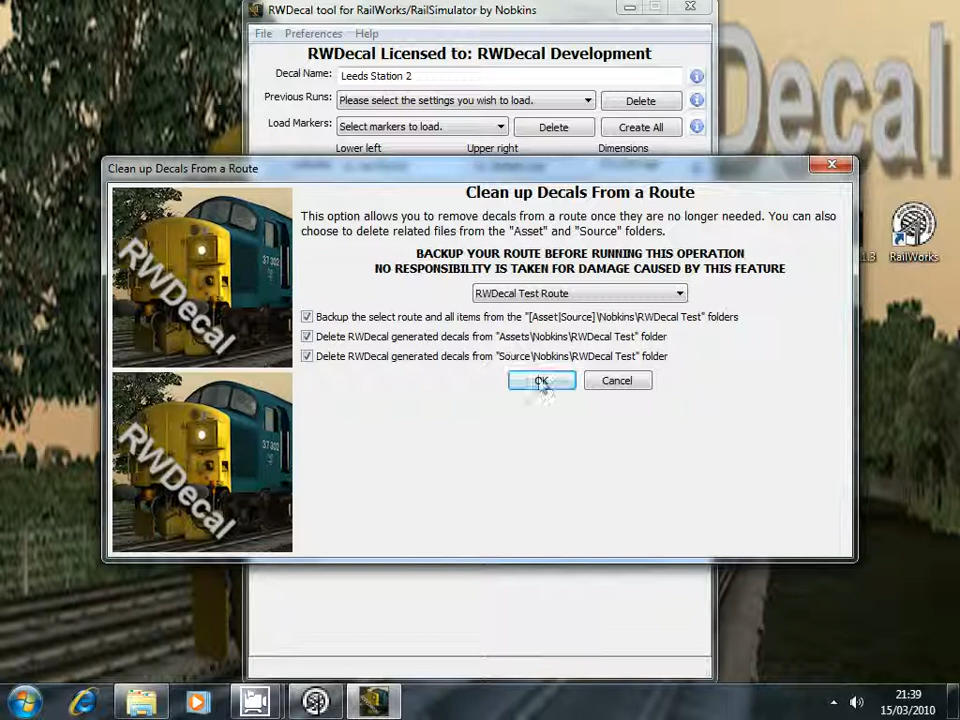 RWDecal tool for RailWorks/RailSimulator by Nobkins
File Preferences Help
RWDecal Licensed to: RWDecal Development
Decal Name: Leeds Station 2
Previous Runs: Please select the settings you wish to load. Delete
Load Markers: Select markers to load. Delete Create All
Lower left Upper right Dimensions
Decal
Clean up Decals From a Route
Clean up Decals From a Route
This option allows you to remove decals from a route once they are no longer needed. You can also
choose to delete related files from the "Asset" and "Source" folders.
BACKUP YOUR ROUTE BEFORE RUNNING THIS OPERATION
NO RESPONSIBILITY IS TAKEN FOR DAMAGE CAUSED BY THIS FEATURE
RWDecal Test Route
Backup the select route and all items from the "[Asset|Source]\Nobkins\RWDecal Test" folders
Delete RWDecal generated decals from "Assets\Nobkins\RWDecal Test" folder
Delete RWDecal generated decals from "Source\Nobkins\RWDecal Test" folder
OK Cancel
RWDecal
37 302
RWDecal
37 302
1.3 RailWorks
21:39
15/03/2010